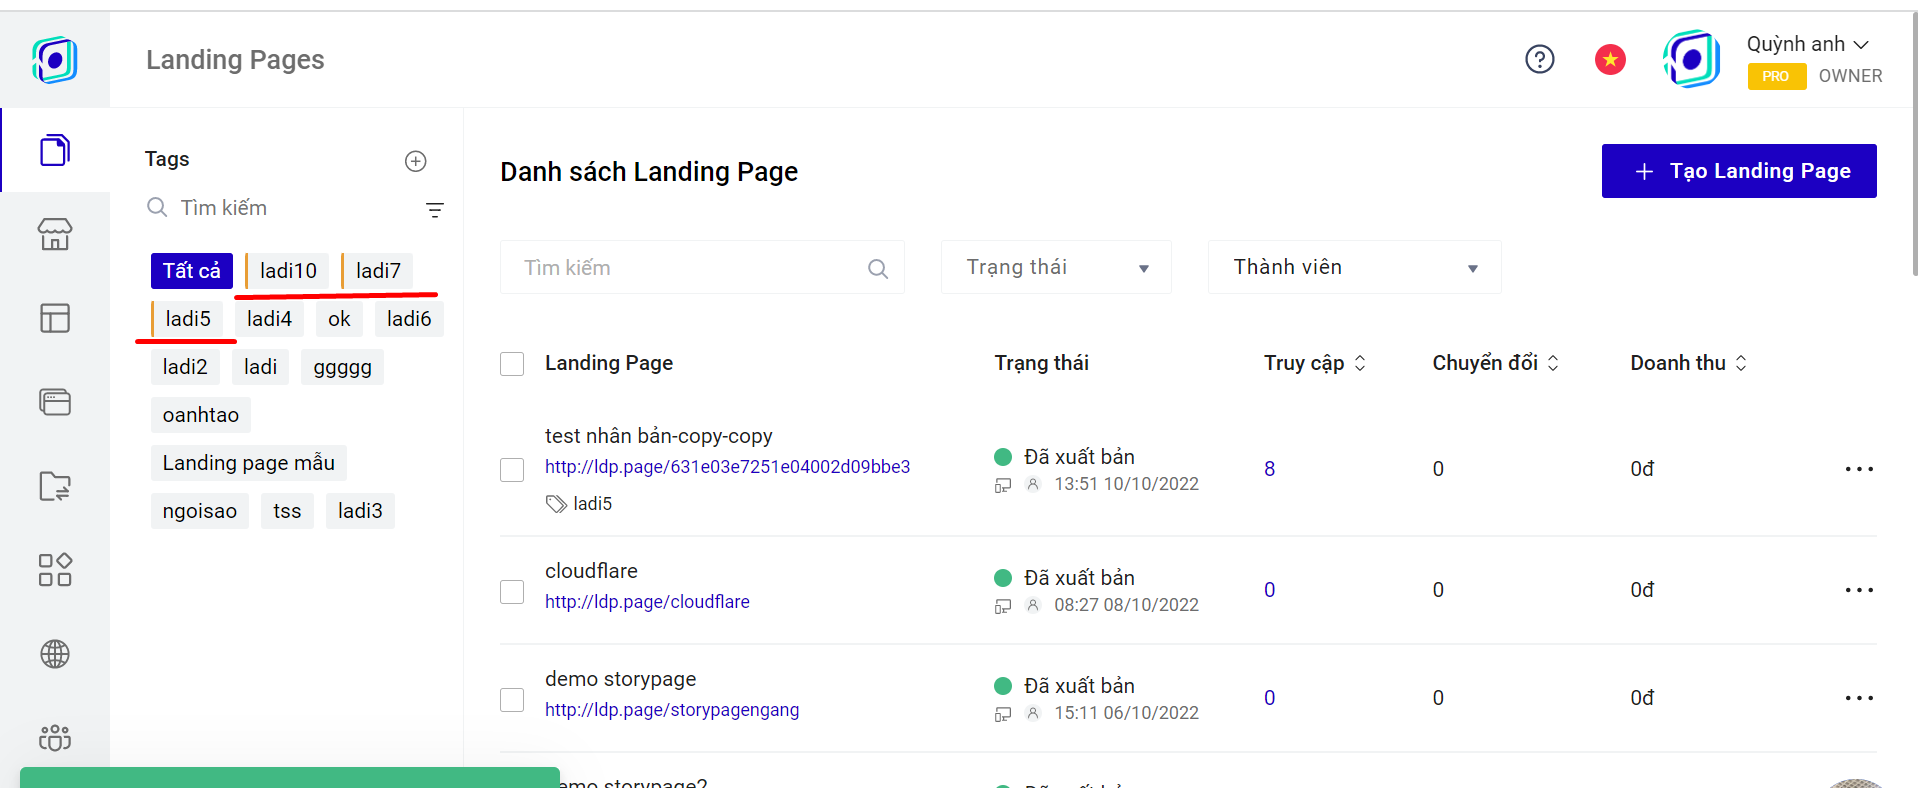 Landing Pages
Quỳnh anh
PRO OWNER
Tags
Tìm kiếm
Tất cả ladi10 ladi7
ladi5 ladi4 ok ladi6
ladi2 ladi ggggg
oanhtao
Landing page mẫu
ngoisao tss ladi3
Danh sách Landing Page
Tạo Landing Page
Tìm kiếm Trạng thái Thành viên
Landing Page Trạng thái Truy cập Chuyển đổi Doanh thu
test nhân bản-copy-copy
http://ldp.page/631e03e7251e04002d09bbe3
ladi5
Đã xuất bản
13:51 10/10/2022
8 0 0đ
cloudflare
http://ldp.page/cloudflare
Đã xuất bản
08:27 08/10/2022
0 0 0đ
demo storypage
http://ldp.page/storypagengang
Đã xuất bản
15:11 06/10/2022
0 0 0đ